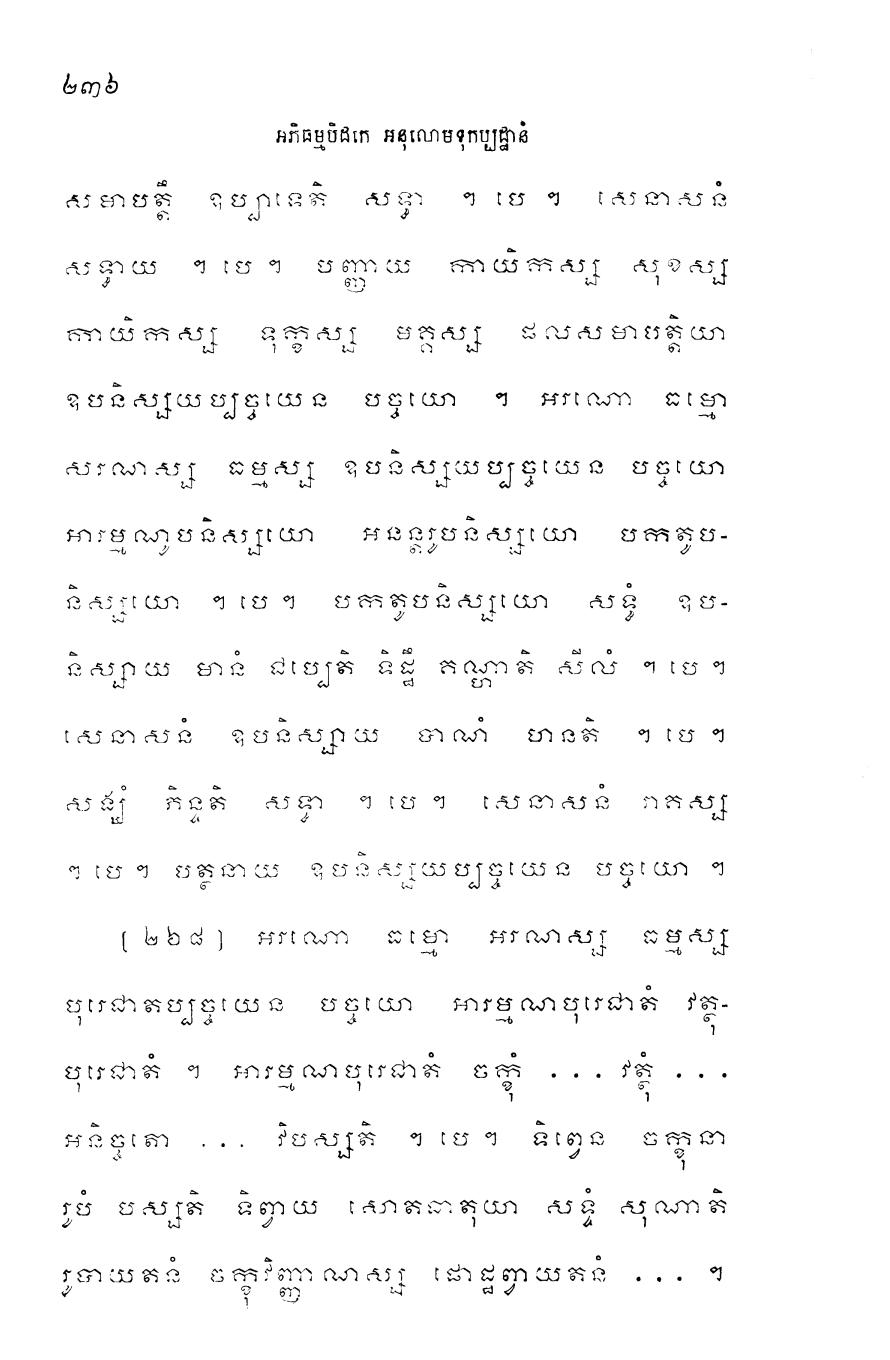 ២៣៦
អភិធម្មបិដកេ អនុលោមទុកប្បដ្ឋានំ
សមាបត្តឹ ឧប្បាទេតិ សទ្ធា ។ បេ ។ សេនាសនំ
សទ្ធាយ ។ បេ ។ បញ្ញាយ កាយិកស្ស សុខស្ស
កាយិកស្ស ទុក្ខស្ស មគ្គស្ស ផលសមាបត្តិយា
ឧបនិស្សយប្បច្ចយេន បច្ចយោ ។ អរណោ ធម្មោ
សរណស្ស ធម្មស្ស ឧបនិស្សយប្បច្ចយេន បច្ចយោ
អារម្មណូបនិស្សយោ អនន្តរូបនិស្សយោ បកតូប-
និស្សយោ ។ បេ ។ បកតូបនិស្សយោ សទ្ធំ ឧប-
និស្សាយ មានំ ជប្បេតិ ទិដ្ឋឹ គណ្ហាតិ សីលំ ។ បេ ។
សេនាសនំ ឧបនិស្សាយ បាណំ ហនតិ ។ បេ ។
សង្ឃំ ភិន្ទតិ សទ្ធា ។ បេ ។ សេនាសនំ រាគស្ស
។ បេ ។ បត្ថនាយ ឧបនិស្សយប្បច្ចយេន បច្ចយោ ។
[ ២៦៨ ] អរណោ ធម្មោ អរណស្ស ធម្មស្ស
បុរេជាតប្បច្ចយេន បច្ចយោ អារម្មណបុរេជាតំ វត្ថុ-
បុរេជាតំ ។ អារម្មណបុរេជាតំ ចក្ខុំ ... វត្ថុំ ...
អនិច្ចតោ ... វិបស្សតិ ។ បេ ។ ទិព្វេន ចក្ខុនា
រូបំ បស្សតិ ទិព្វាយ សោតធាតុយា សទ្ទំ សុណាតិ
រូបាយតនំ ចក្ខុវិញ្ញាណស្ស ផោដ្ឋព្វាយតនំ ... ។